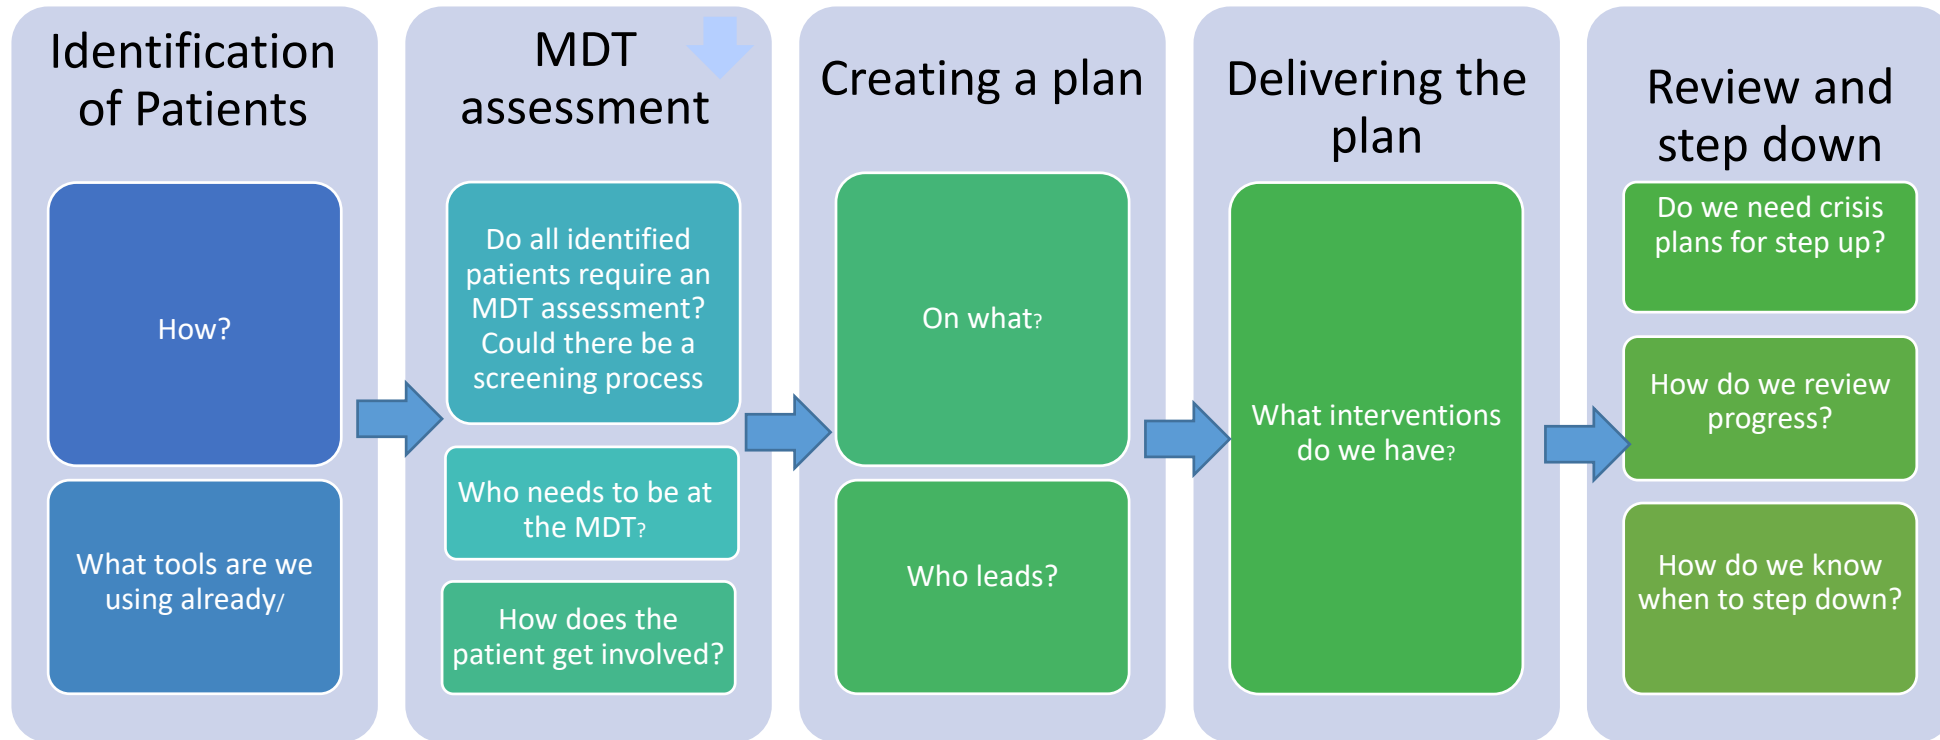 Identification
of Patients
How?
What tools are we
using already/
MDT
assessment
Do all identified
patients require an
MDT assessment?
Could there be a
screening process
Who needs to be at
the MDT?
How does the
patient get involved?
Creating a plan
On what?
Who leads?
Delivering the
plan
What interventions
do we have?
Review and
step down
Do we need crisis
plans for step up?
How do we review
progress?
How do we know
when to step down?